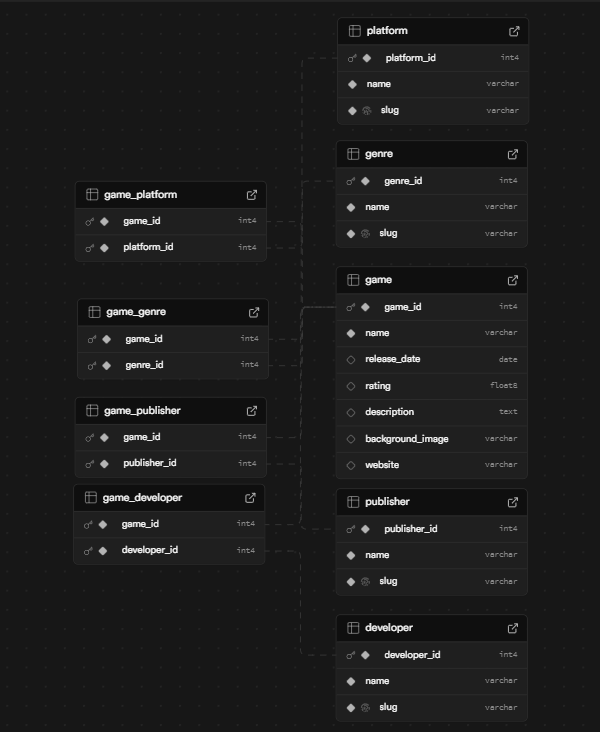 platform
platform_id int4
name varchar
slug varchar
genre
genre_id int4
name varchar
slug varchar
game_platform
game_id int4
platform_id int4
game
game_id int4
name varchar
release_date date
rating float8
description text
background_image varchar
website varchar
game_genre
game_id int4
genre_id int4
game_publisher
game_id int4
publisher_id int4
game_developer
game_id int4
developer_id int4
publisher
publisher_id int4
name varchar
slug varchar
developer
developer_id int4
name varchar
slug varchar